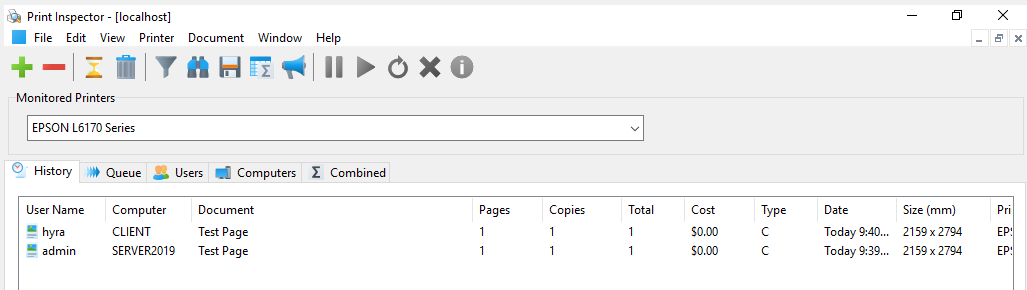 Print Inspector - [localhost]
File Edit View Printer Document Window Help
Monitored Printers
EPSON L6170 Series
History Queue Users Computers Combined
User Name Computer Document Pages Copies Total Cost Type Date Size (mm) Pri
hyra CLIENT Test Page 1 1 1 $0.00 C Today 9:40... 2159 x 2794 EPS
admin SERVER2019 Test Page 1 1 1 $0.00 C Today 9:39... 2159 x 2794 EPS